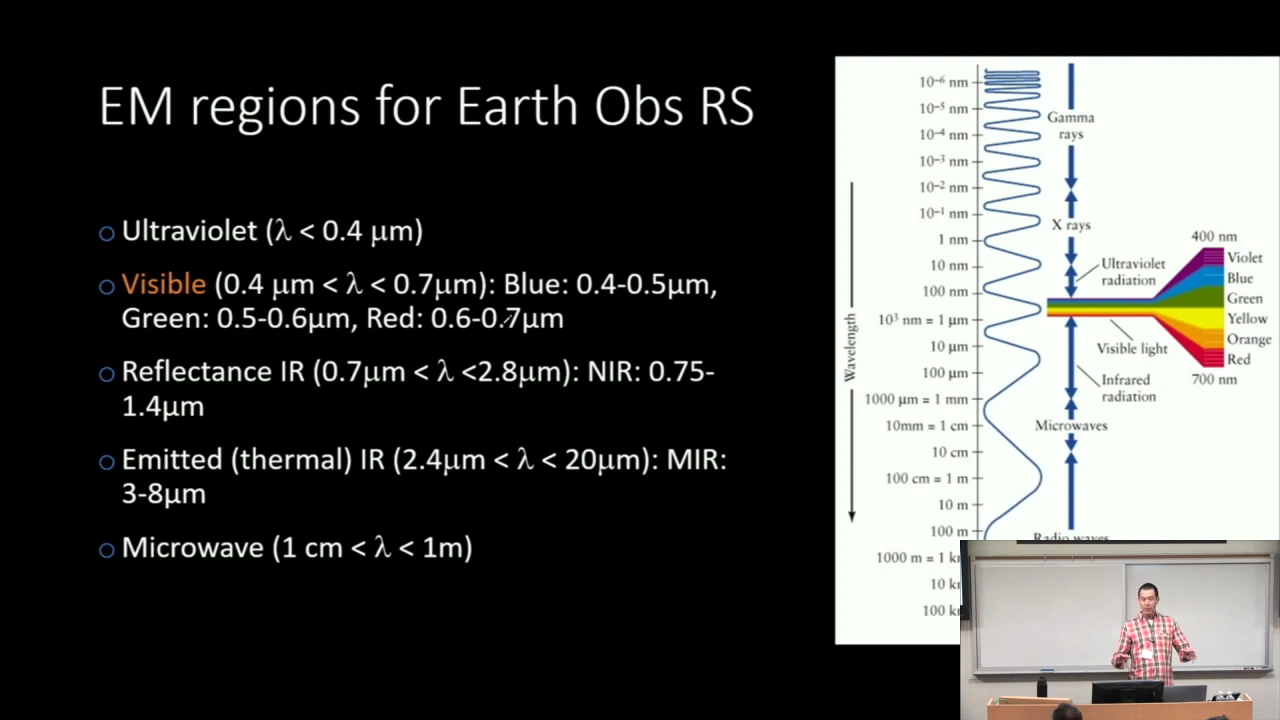 EM regions for Earth Obs RS
Ultraviolet (λ < 0.4 μm)
Visible (0.4 μm < λ < 0.7μm): Blue: 0.4-0.5μm,
Green: 0.5-0.6μm, Red: 0.6-0.7μm
Reflectance IR (0.7μm < λ <2.8μm): NIR: 0.75-
1.4μm
Emitted (thermal) IR (2.4μm < λ < 20μm): MIR:
3-8μm
Microwave (1 cm < λ < 1m)
Wavelength
10⁻⁶ nm
10⁻⁵ nm
10⁻⁴ nm
10⁻³ nm
10⁻² nm
10⁻¹ nm
1 nm
10 nm
100 nm
10³ nm = 1 μm
10 μm
100 μm
1000 μm = 1 mm
10mm = 1 cm
10 cm
100 cm = 1 m
10 m
100 m
1000 m = 1 k
10 k
100 k
Gamma
rays
X rays
Ultraviolet
radiation
Visible light
Infrared
radiation
Microwaves
Radio waves
400 nm
Violet
Blue
Green
Yellow
Orange
Red
700 nm